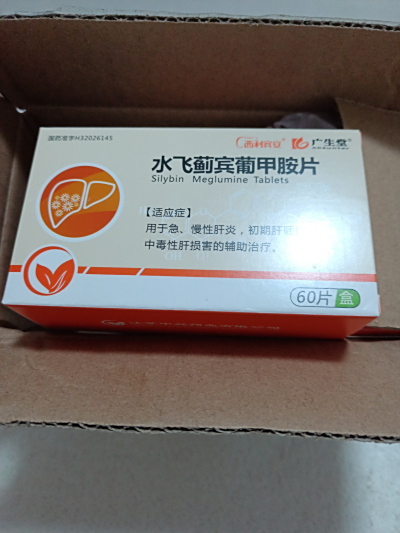 国药准字H32026145
西利宾安® 广生堂®
水飞蓟宾葡甲胺片
Silybin Meglumine Tablets
【适应症】
用于急、慢性肝炎，初期肝硬
中毒性肝损害的辅助治疗。
60片 盒